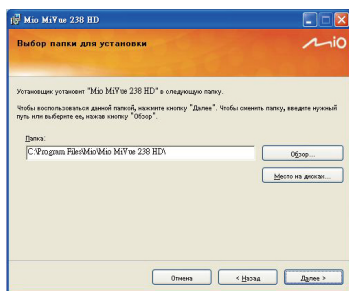 Mio MiVue 238 HD
Выбор папки для установки
Mio
Установщик установит "Mio MiVue 238 HD" в следующую папку.
Чтобы воспользоваться данной папкой, нажмите кнопку "Далее". Чтобы сменить папку, введите нужный
путь или выберите ее, нажав кнопку "Обзор".
Папка:
C:\Program Files\Mio\Mio MiVue 238 HD\
Обзор...
Место на дисках...
Отмена
< Назад
Далее >